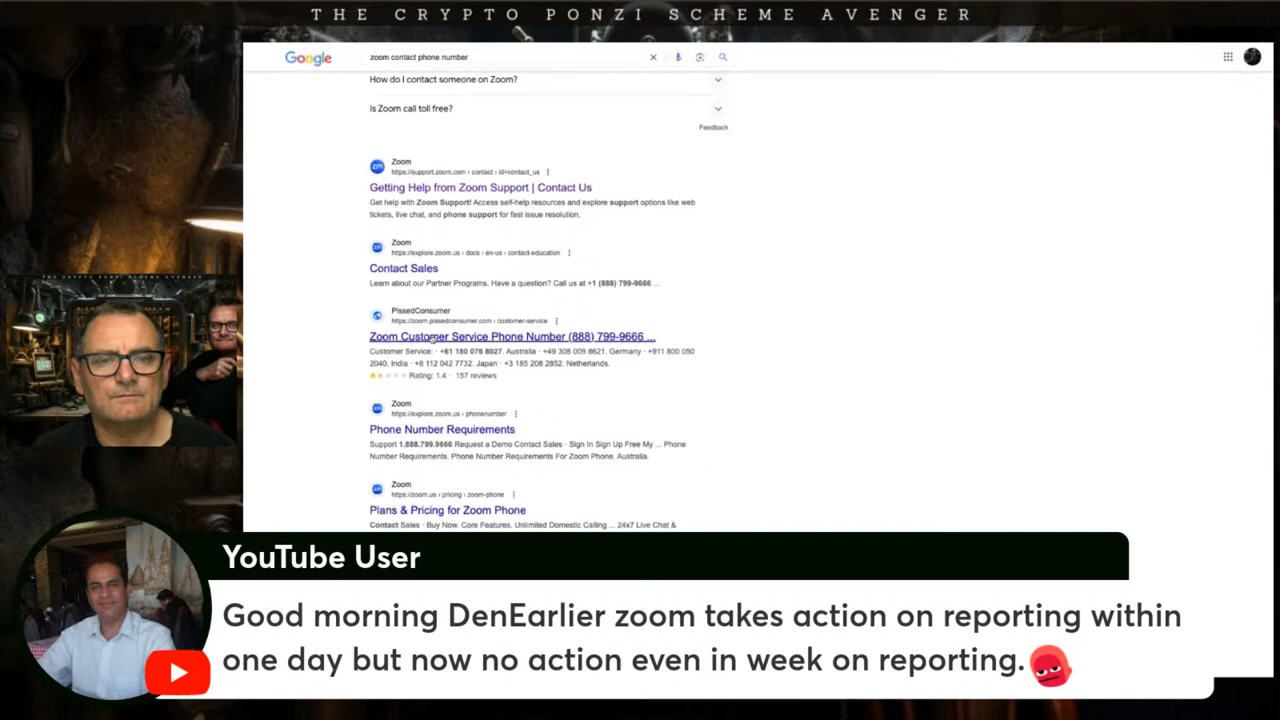 THE CRYPTO PONZI SCHEME AVENGER
Google
zoom contact phone number
How do I contact someone on Zoom?
Is Zoom call toll free?
Feedback
zm
Zoom
https://support.zoom.com › contact › id=contact_us
Getting Help from Zoom Support | Contact Us
Get help with Zoom Support! Access self-help resources and explore support options like web
tickets, live chat, and phone support for fast issue resolution.
zm
Zoom
https://explore.zoom.us › docs › en-us › contact-education
Contact Sales
Learn about our Partner Programs. Have a question? Call us at +1 (888) 799-9666 ...
PissedConsumer
https://zoom.pissedconsumer.com › customer-service
Zoom Customer Service Phone Number (888) 799-9666 ...
Customer Service: · +61 180 076 8027. Australia · +49 308 009 8621. Germany · +911 800 050
2040. India · +8 112 042 7732. Japan · +3 185 208 2852. Netherlands.
Rating: 1.4 · 157 reviews
zm
Zoom
https://explore.zoom.us › phonenumber
Phone Number Requirements
Support 1.888.799.9666 Request a Demo Contact Sales · Sign In Sign Up Free My ... Phone
Number Requirements. Phone Number Requirements For Zoom Phone. Australia.
zm
Zoom
https://zoom.us › pricing › zoom-phone
Plans & Pricing for Zoom Phone
Contact Sales · Buy Now. Core Features. Unlimited Domestic Calling ... 24x7 Live Chat &
THE CRYPTO PONZI SCHEME AVENGER
YouTube User
Good morning DenEarlier zoom takes action on reporting within
one day but now no action even in week on reporting.